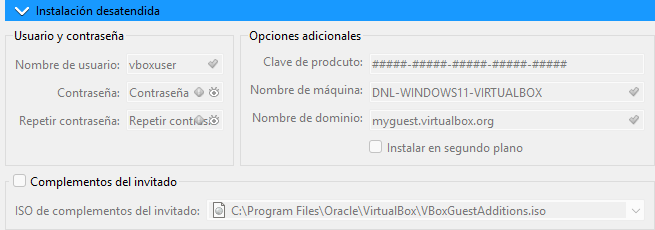 Instalación desatendida
Usuario y contraseña
Nombre de usuario: vboxuser
Contraseña: Contraseña
Repetir contraseña: Repetir contras
Opciones adicionales
Clave de prodcuto: #####-#####-#####-#####-#####
Nombre de máquina: DNL-WINDOWS11-VIRTUALBOX
Nombre de dominio: myguest.virtualbox.org
Instalar en segundo plano
Complementos del invitado
ISO de complementos del invitado: C:\Program Files\Oracle\VirtualBox\VBoxGuestAdditions.iso